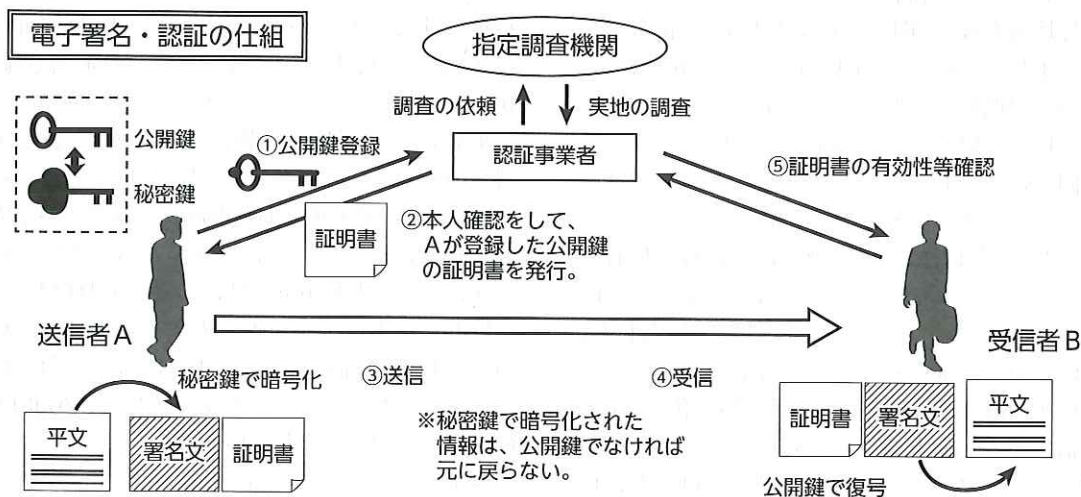 電子署名・認証の仕組
指定調査機関
調査の依頼
実地の調査
公開鍵
秘密鍵
①公開鍵登録
認証事業者
⑤証明書の有効性等確認
証明書
②本人確認をして、
Aが登録した公開鍵
の証明書を発行。
送信者A
受信者B
秘密鍵で暗号化
③送信
④受信
平文
署名文
証明書
※秘密鍵で暗号化された
情報は、公開鍵でなければ
元に戻らない。
証明書
署名文
平文
公開鍵で復号